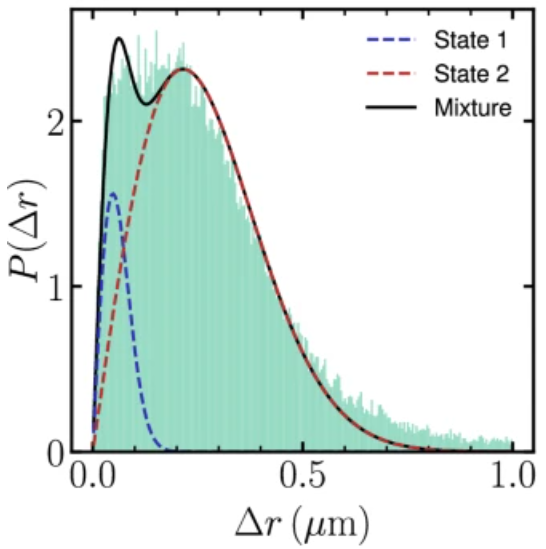 State 1
State 2
Mixture
P(Δr)
2
1
0
0.0 0.5 1.0
Δr (μm)